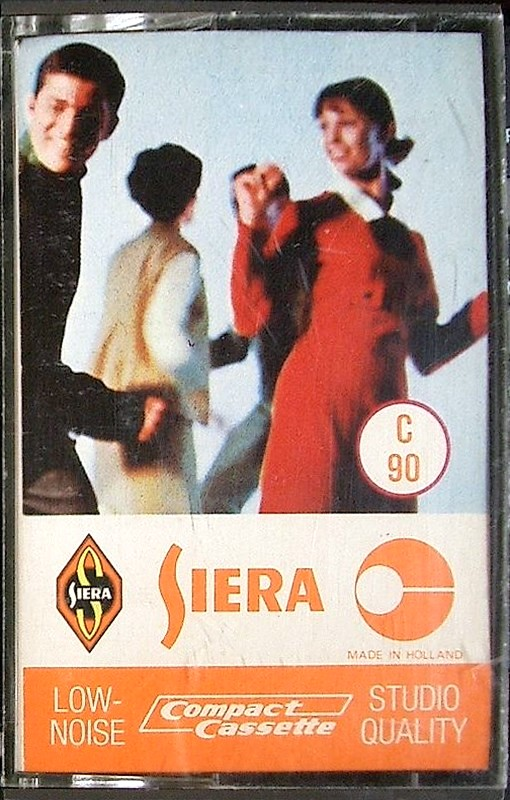 C
90
SIERA
SIERA
MADE IN HOLLAND
LOW-
NOISE
Compact
Cassette
STUDIO
QUALITY